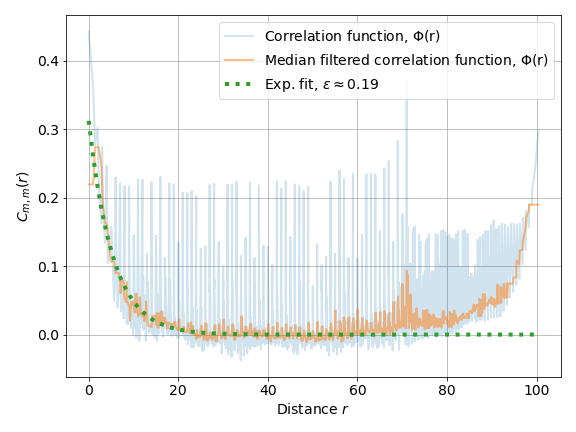 Correlation function, Φ(r)
Median filtered correlation function, Φ(r)
Exp. fit, ε ≈ 0.19
C_{m,m}(r)
0.4
0.3
0.2
0.1
0.0
0 20 40 60 80 100
Distance r